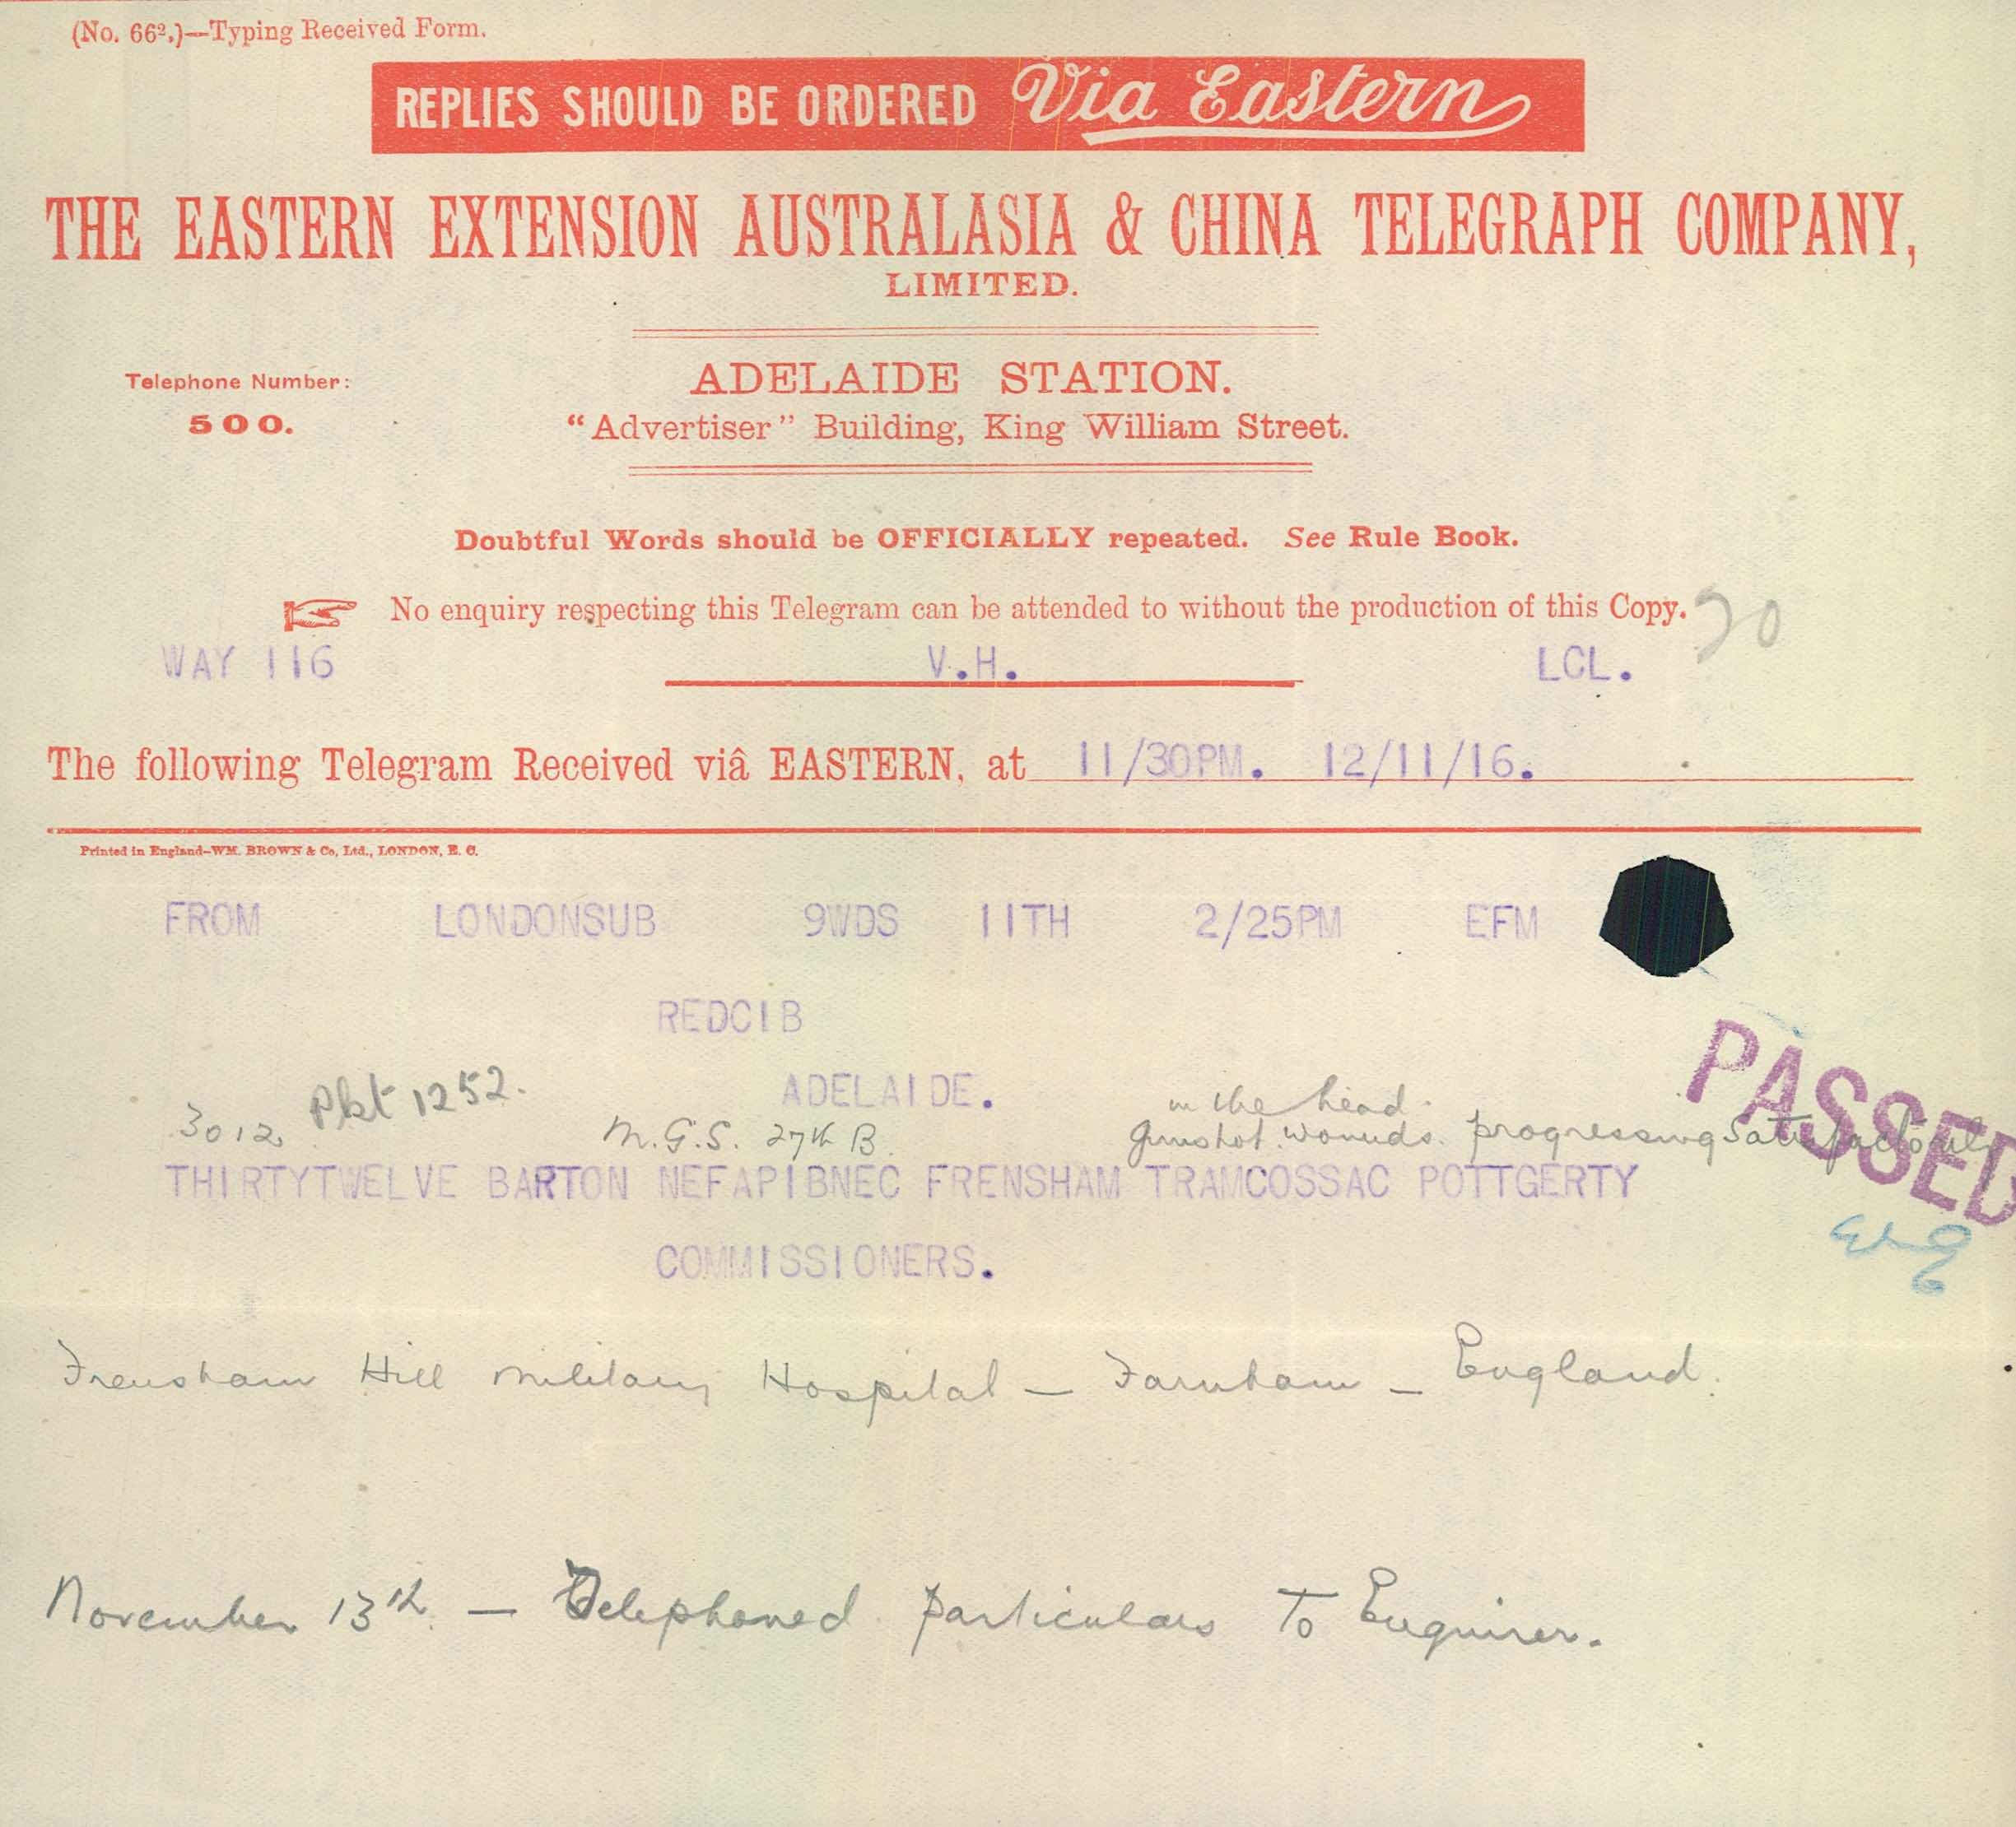 (No. 66².)—Typing Received Form.
REPLIES SHOULD BE ORDERED Via Eastern
THE EASTERN EXTENSION AUSTRALASIA & CHINA TELEGRAPH COMPANY,
LIMITED.
ADELAIDE STATION.
Telephone Number:
500.
"Advertiser" Building, King William Street.
Doubtful Words should be OFFICIALLY repeated. See Rule Book.
No enquiry respecting this Telegram can be attended to without the production of this Copy.
WAY 116 V.H. LCL.
The following Telegram Received viâ EASTERN, at 11/30PM. 12/11/16.
Printed in England—WM. BROWN & Co, Ltd., LONDON, E. C.
FROM LONDONSUB 9WDS 11TH 2/25PM EFM
REDCIB
PASSED
Pkt 1252. ADELAIDE. in the head.
3012. M.G.S. 27th B. gunshot wounds. progressing satisfactorily
THIRTYTWELVE BARTON NEFAPIBNEC FRENSHAM TRAMCOSSAC POTTGERTY
COMMISSIONERS.
Frensham Hill Military Hospital — Farnham — England.
November 13th. — Telephoned particulars to Enquirer.